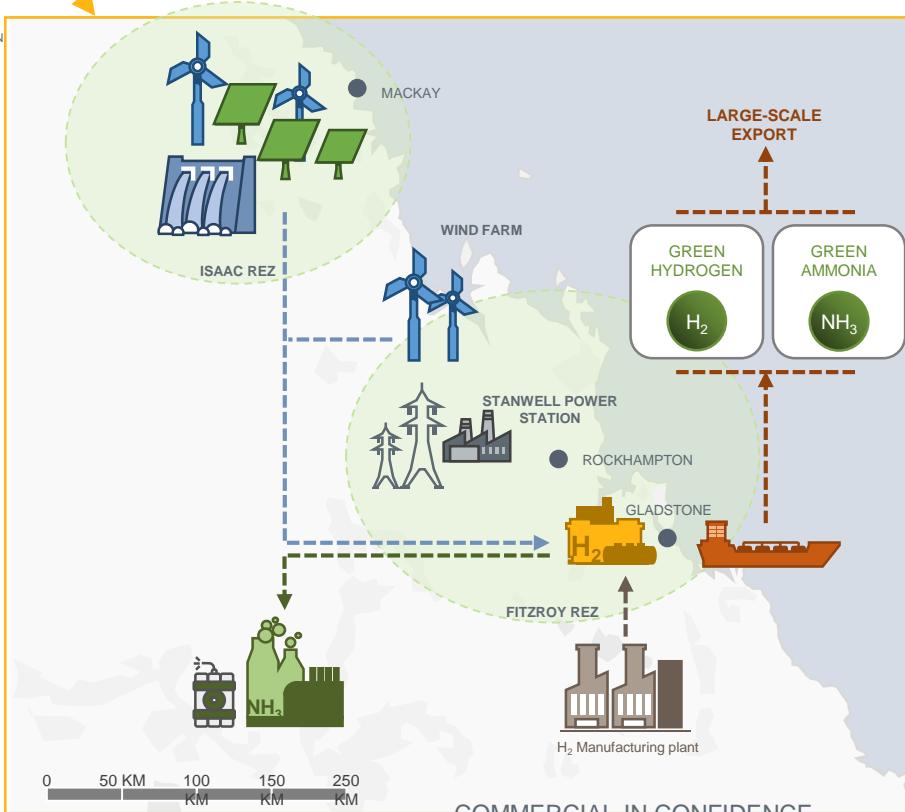 N
MACKAY
LARGE-SCALE
EXPORT
WIND FARM
GREEN
HYDROGEN
H₂
GREEN
AMMONIA
NH₃
ISAAC REZ
STANWELL POWER
STATION
ROCKHAMPTON
GLADSTONE
H₂
FITZROY REZ
NH₃
H₂ Manufacturing plant
0
50 KM
100
KM
150
KM
250
KM
COMMERCIAL IN CONFIDENCE